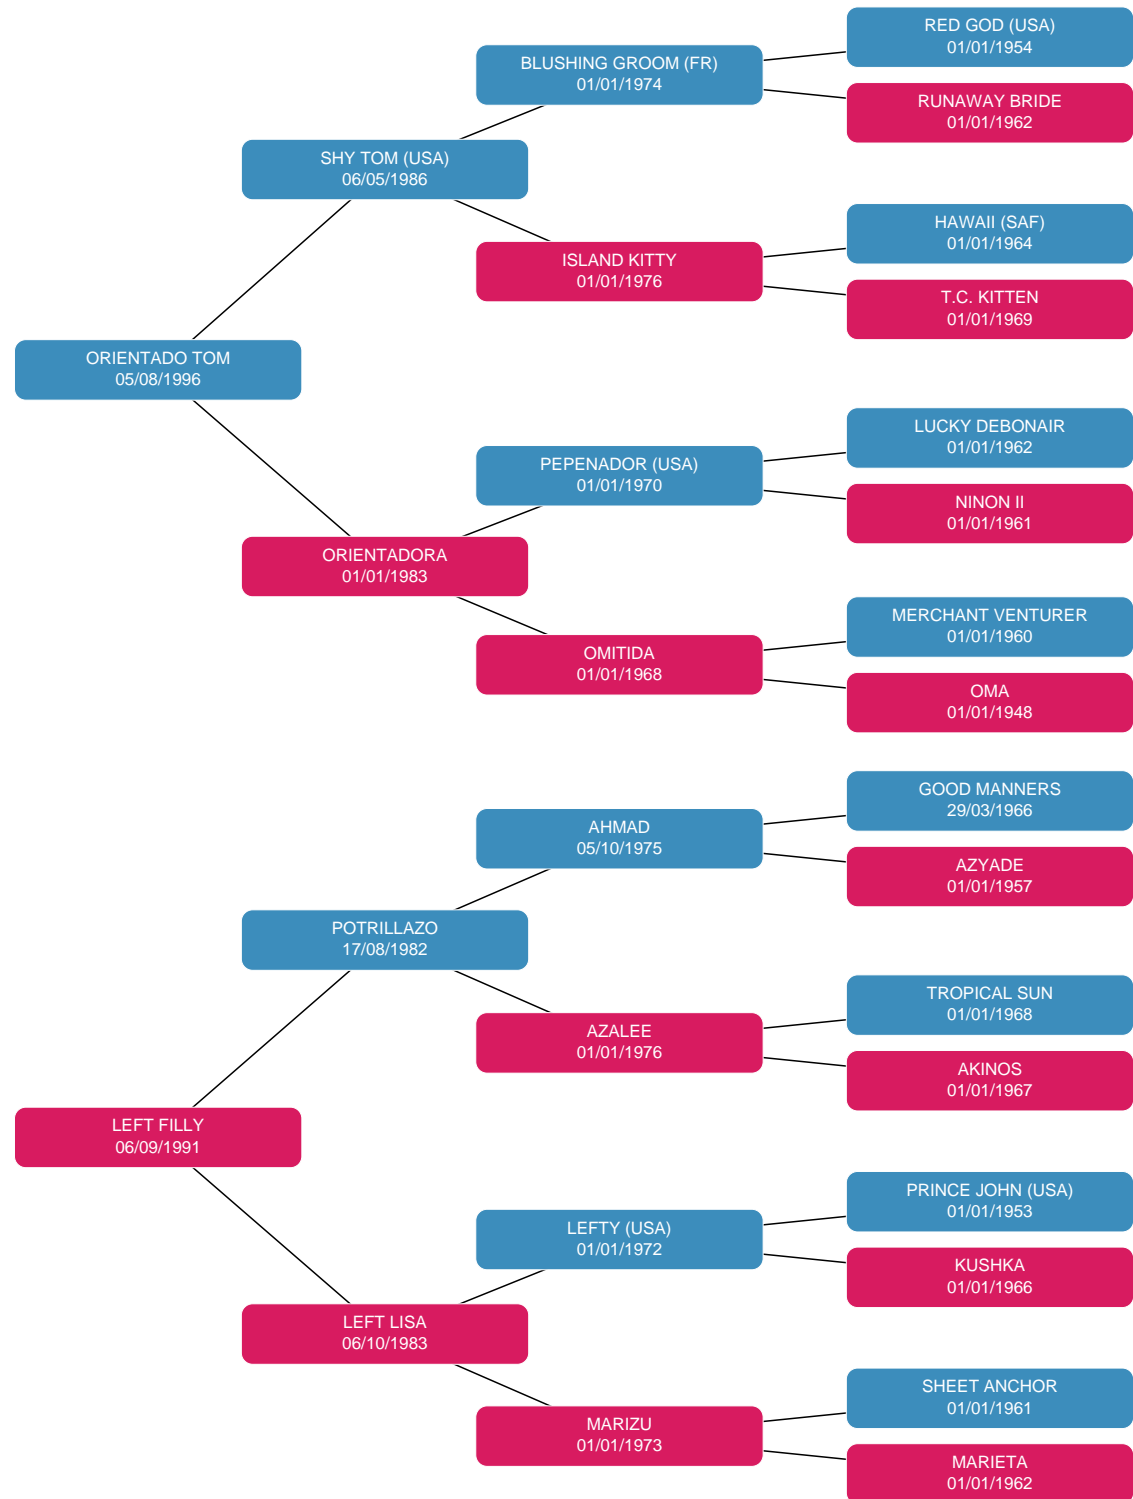 RED GOD (USA)
01/01/1954
BLUSHING GROOM (FR)
01/01/1974
RUNAWAY BRIDE
01/01/1962
SHY TOM (USA)
06/05/1986
HAWAII (SAF)
01/01/1964
ISLAND KITTY
01/01/1976
T.C. KITTEN
01/01/1969
ORIENTADO TOM
05/08/1996
LUCKY DEBONAIR
01/01/1962
PEPENADOR (USA)
01/01/1970
NINON II
01/01/1961
ORIENTADORA
01/01/1983
MERCHANT VENTURER
01/01/1960
OMITIDA
01/01/1968
OMA
01/01/1948
GOOD MANNERS
29/03/1966
AHMAD
05/10/1975
AZYADE
01/01/1957
POTRILLAZO
17/08/1982
TROPICAL SUN
01/01/1968
AZALEE
01/01/1976
AKINOS
01/01/1967
LEFT FILLY
06/09/1991
PRINCE JOHN (USA)
01/01/1953
LEFTY (USA)
01/01/1972
KUSHKA
01/01/1966
LEFT LISA
06/10/1983
SHEET ANCHOR
01/01/1961
MARIZU
01/01/1973
MARIETA
01/01/1962